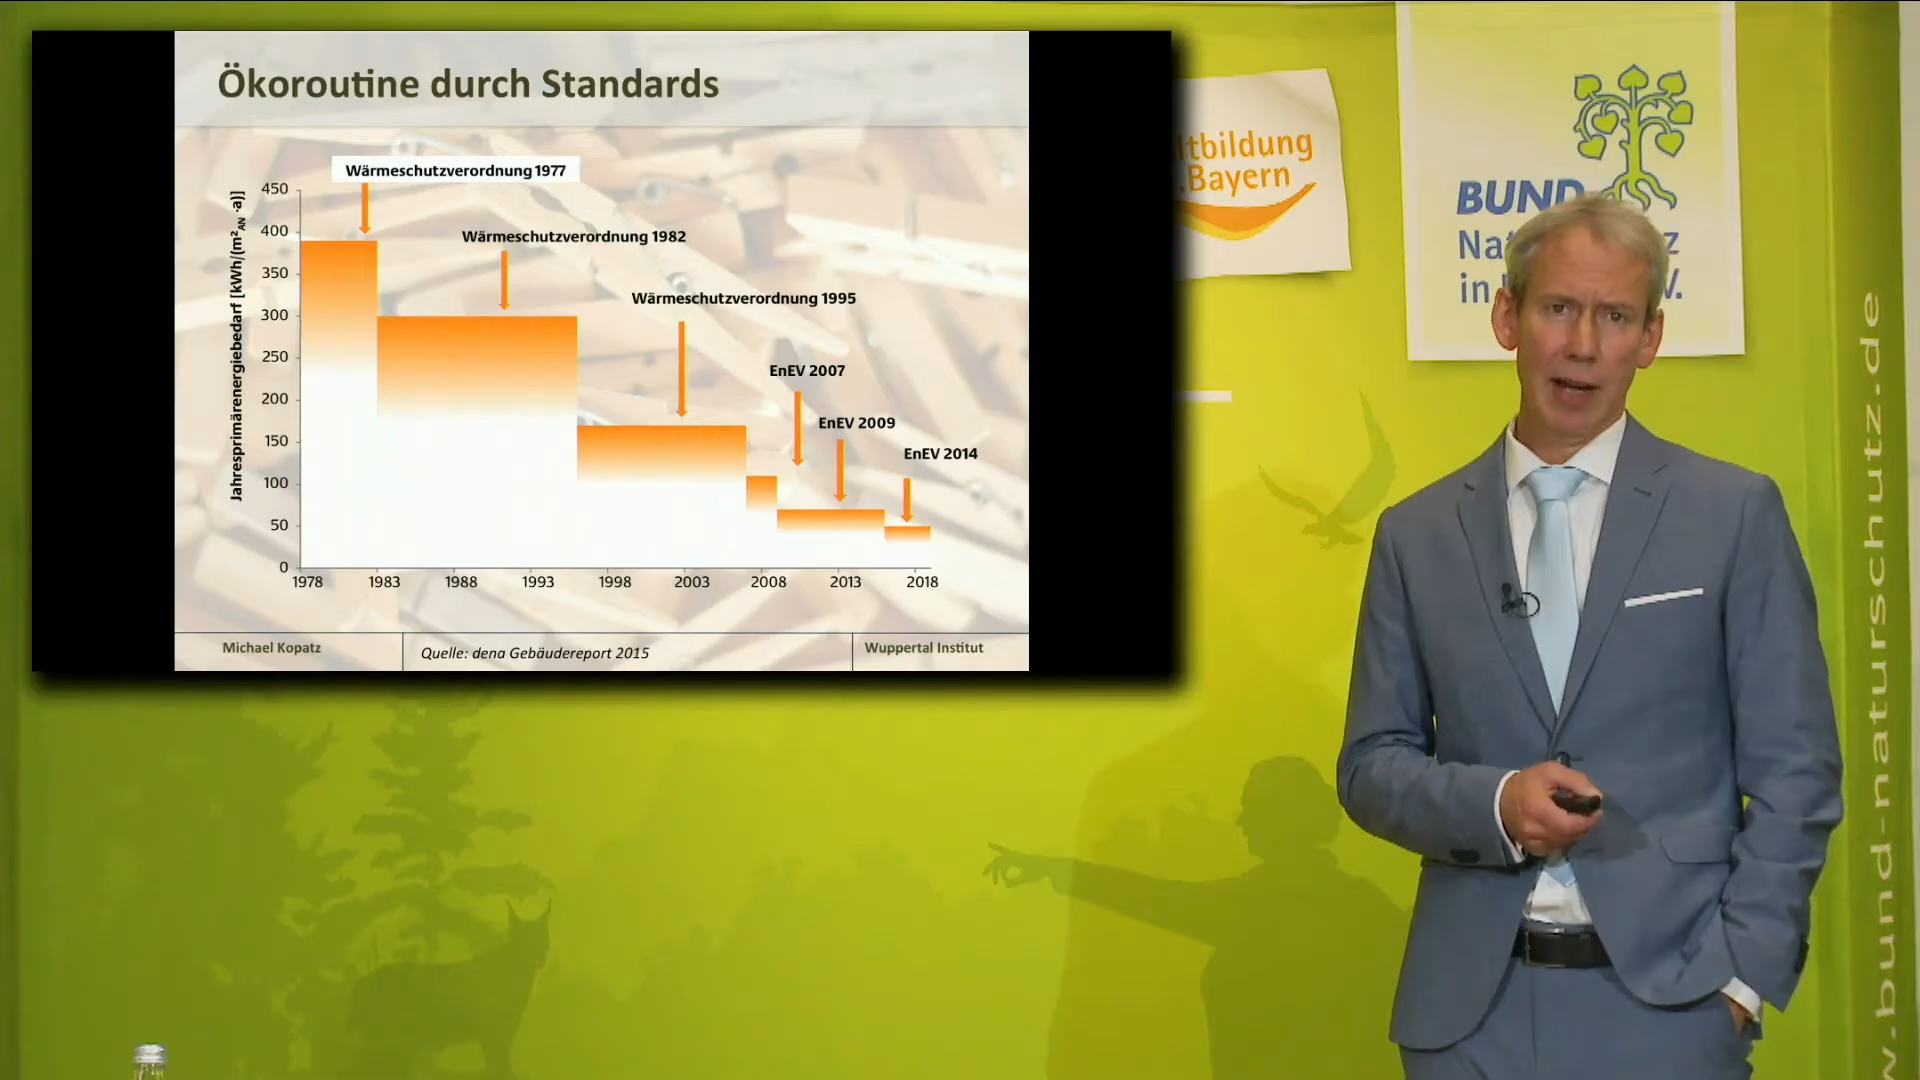 Ökoroutine durch Standards
Wärmeschutzverordnung 1977
Wärmeschutzverordnung 1982
Wärmeschutzverordnung 1995
EnEV 2007
EnEV 2009
EnEV 2014
Jahresprimärenergiebedarf [kWh/(m²AN ·a)]
450
400
350
300
250
200
150
100
50
0
1978 1983 1988 1993 1998 2003 2008 2013 2018
Michael Kopatz
Quelle: dena Gebäudereport 2015
Wuppertal Institut
ltbildung
.Bayern
BUND
Na z
in V.
w.bund-naturschutz.de